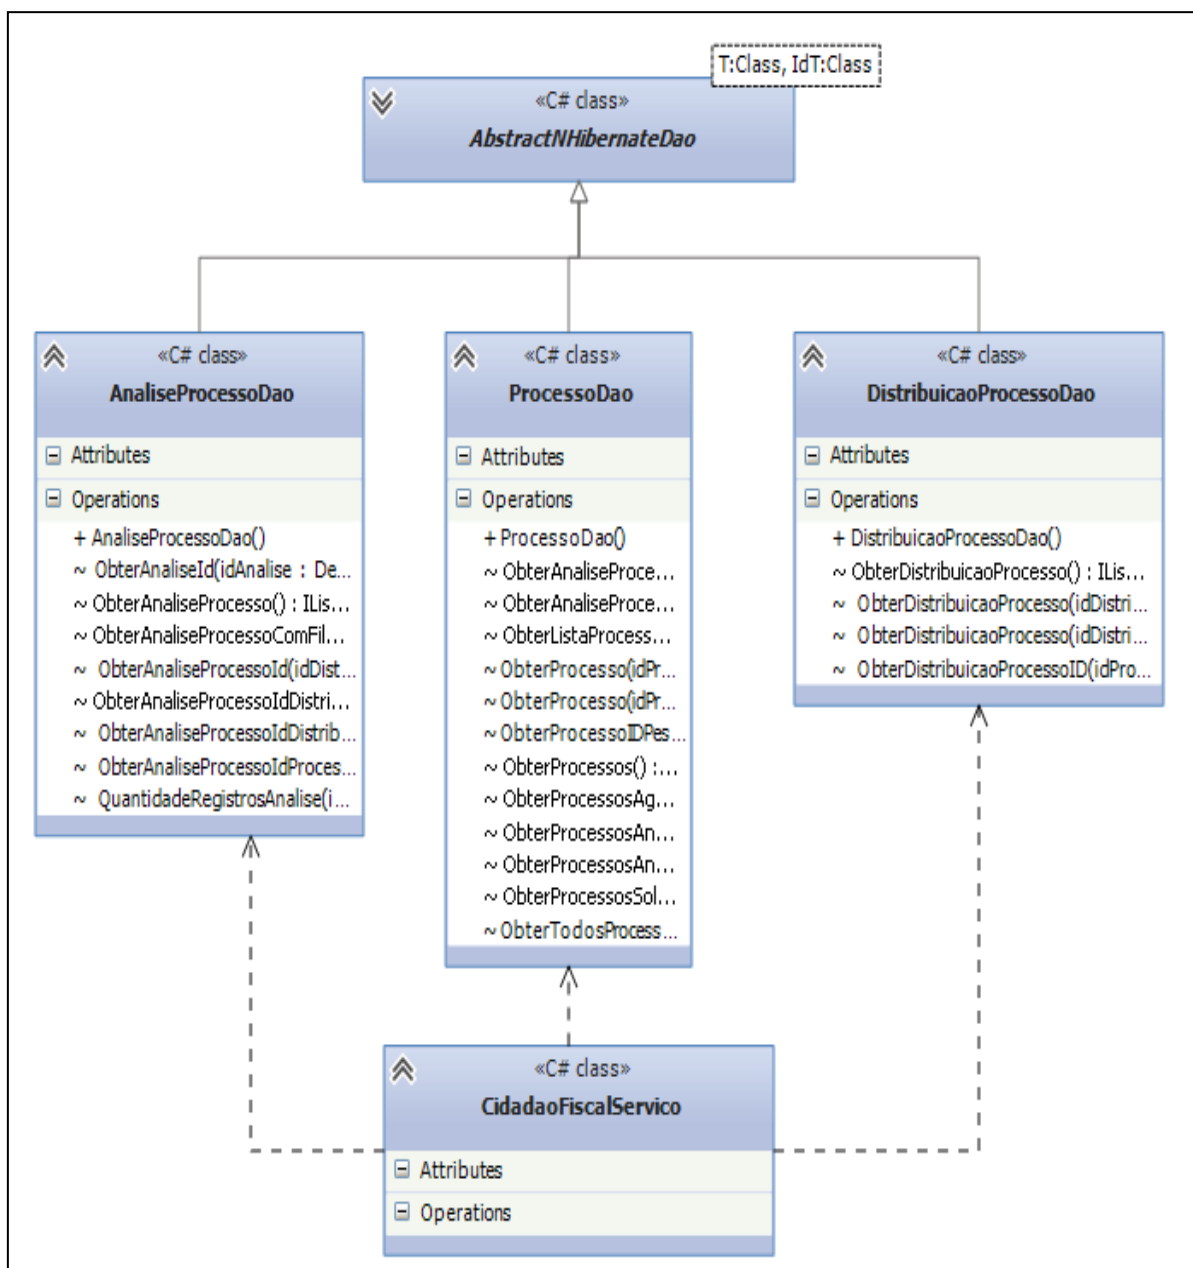 T:Class, IdT:Class
«C# class»
AbstractNHibernateDao
«C# class»
AnaliseProcessoDao
Attributes
Operations
+ AnaliseProcessoDao()
~ ObterAnaliseId(idAnalise : De...
~ ObterAnaliseProcesso() : ILis...
~ ObterAnaliseProcessoComFil...
~ ObterAnaliseProcessoId(idDist...
~ ObterAnaliseProcessoIdDistri...
~ ObterAnaliseProcessoIdDistrib...
~ ObterAnaliseProcessoIdProces...
~ QuantidadeRegistrosAnalise(i...
«C# class»
ProcessoDao
Attributes
Operations
+ ProcessoDao()
~ ObterAnaliseProce...
~ ObterAnaliseProce...
~ ObterListaProcess...
~ ObterProcesso(idPr...
~ ObterProcesso(idPr...
~ ObterProcessoIDPes...
~ ObterProcessos() :...
~ ObterProcessosAg...
~ ObterProcessosAn...
~ ObterProcessosAn...
~ ObterProcessosSol...
~ ObterTodosProcess...
«C# class»
DistribuicaoProcessoDao
Attributes
Operations
+ DistribuicaoProcessoDao()
~ ObterDistribuicaoProcesso() : ILis...
~ ObterDistribuicaoProcesso(idDistri...
~ ObterDistribuicaoProcesso(idDistri...
~ ObterDistribuicaoProcessoID(idPro...
«C# class»
CidadaoFiscalServico
Attributes
Operations